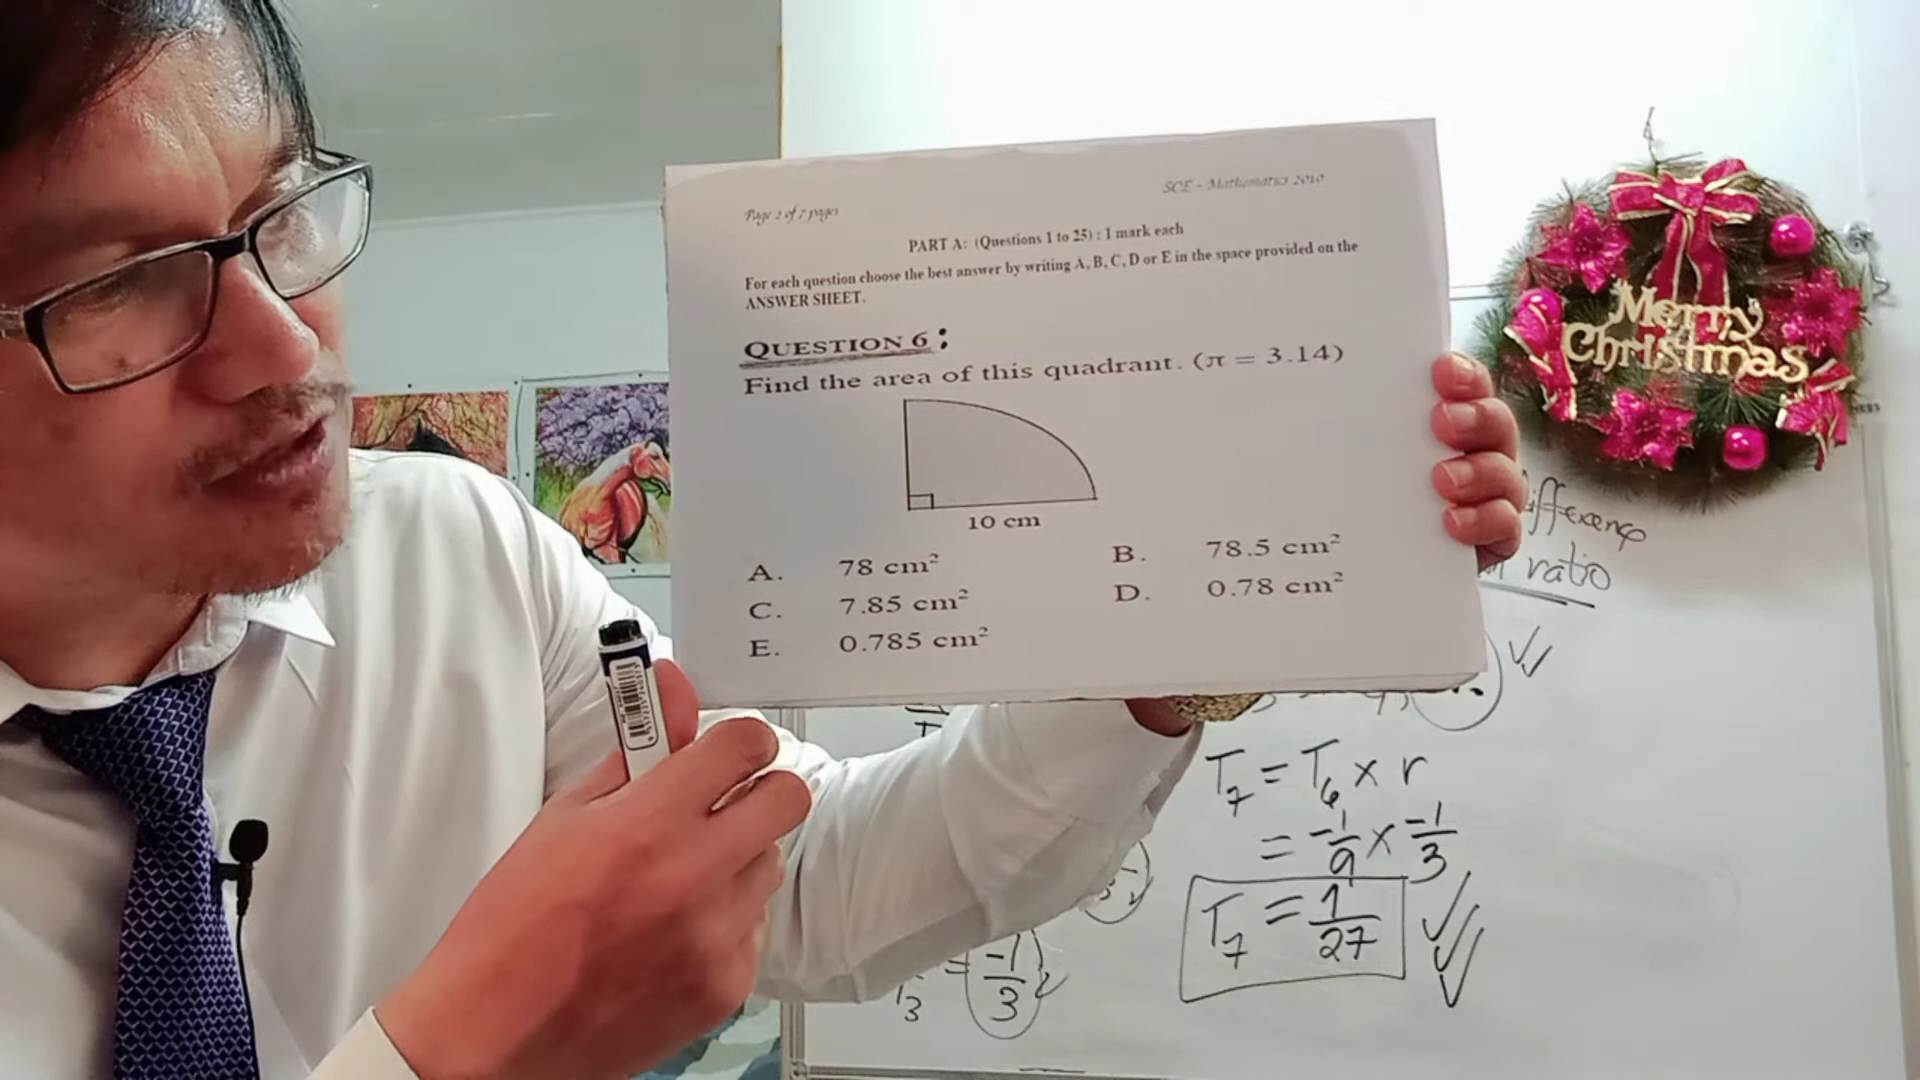 SCE - Mathematics 2010
Page 2 of 7 pages
PART A: (Questions 1 to 25) : 1 mark each
For each question choose the best answer by writing A, B, C, D or E in the space provided on the
ANSWER SHEET.
QUESTION 6 :
Find the area of this quadrant. (π = 3.14)
10 cm
A. 78 cm²
B. 78.5 cm²
C. 7.85 cm²
D. 0.78 cm²
E. 0.785 cm²
Merry
Christmas
ratio
T₇ = T₆ x r
= -1/9 x -1/3
T₇ = 1/27
= -1/3
3